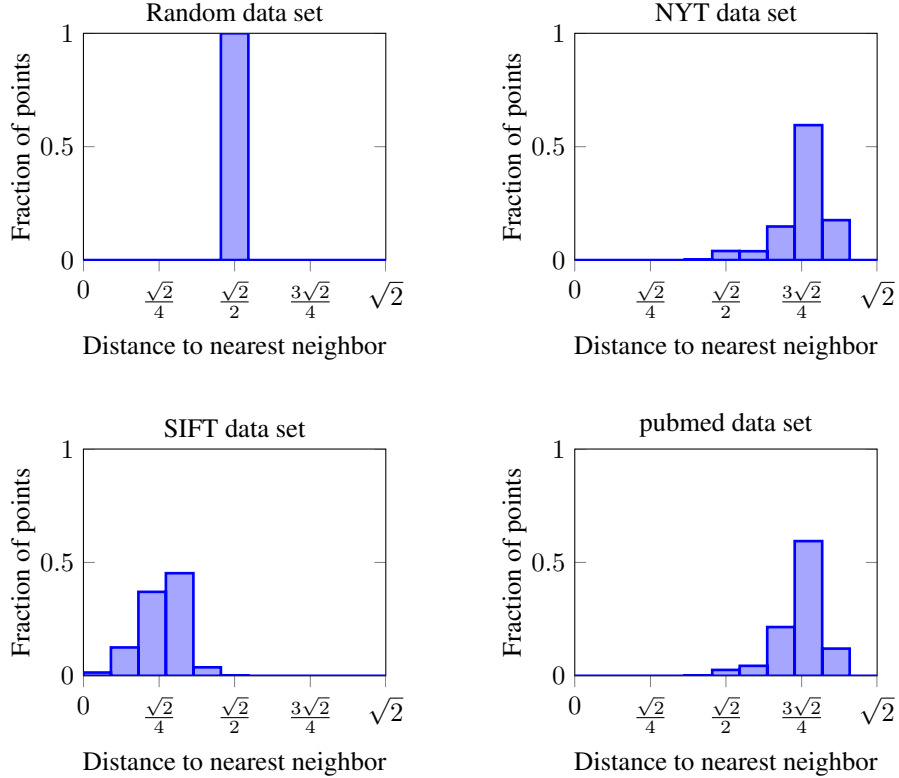 Random data set
1
0.5
0
Fraction of points
0 √2/4 √2/2 3√2/4 √2
Distance to nearest neighbor
NYT data set
1
0.5
0
Fraction of points
0 √2/4 √2/2 3√2/4 √2
Distance to nearest neighbor
SIFT data set
1
0.5
0
Fraction of points
0 √2/4 √2/2 3√2/4 √2
Distance to nearest neighbor
pubmed data set
1
0.5
0
Fraction of points
0 √2/4 √2/2 3√2/4 √2
Distance to nearest neighbor